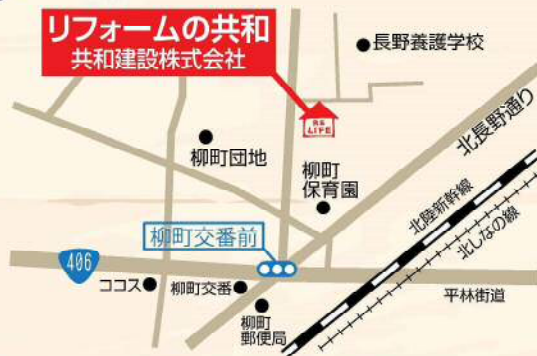 リフォームの共和
共和建設株式会社
長野養護学校
RE
LIFE
北長野通り
柳町団地
柳町
保育園
北陸新幹線
北しなの線
柳町交番前
406
ココス
柳町交番
平林街道
柳町
郵便局